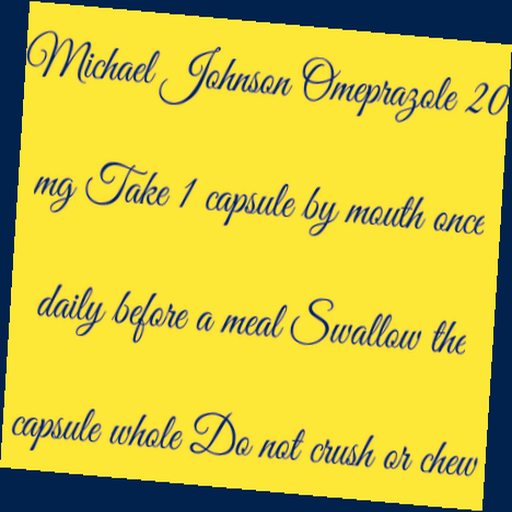 Michael Johnson Omeprazole 20
mg Take 1 capsule by mouth once
daily before a meal Swallow the
capsule whole Do not crush or chew